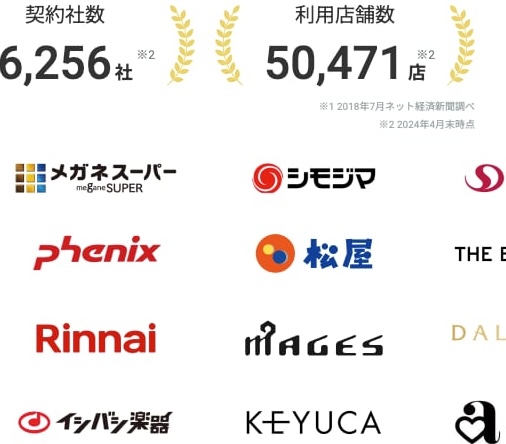 契約社数
利用店舗数
6,256社 ※2
50,471店 ※2
※1 2018年7月ネット経済新聞調べ
※2 2024年4月末時点
メガネスーパー
meganeSUPER
シモジマ
phenix
松屋
THE E
Rinnai
mAGES
DAL
イシバシ楽器
KEYUCA
a